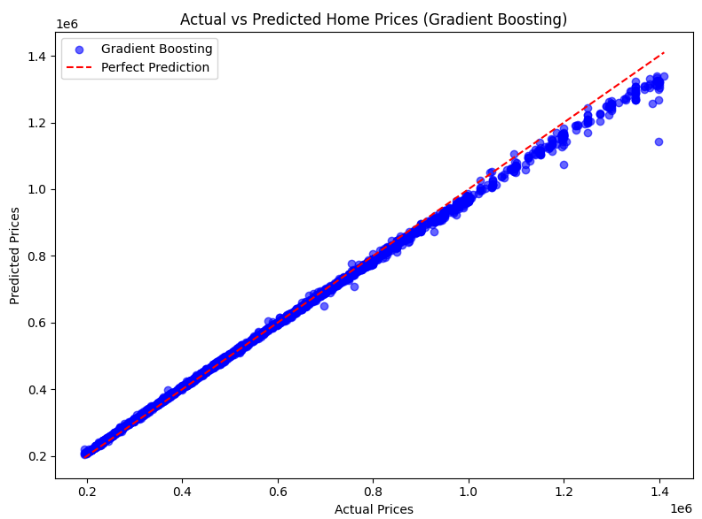 Actual vs Predicted Home Prices (Gradient Boosting)
1e6
Gradient Boosting
Perfect Prediction
1.4
1.2
1.0
0.8
0.6
0.4
0.2
Predicted Prices
0.2 0.4 0.6 0.8 1.0 1.2 1.4
1e6
Actual Prices